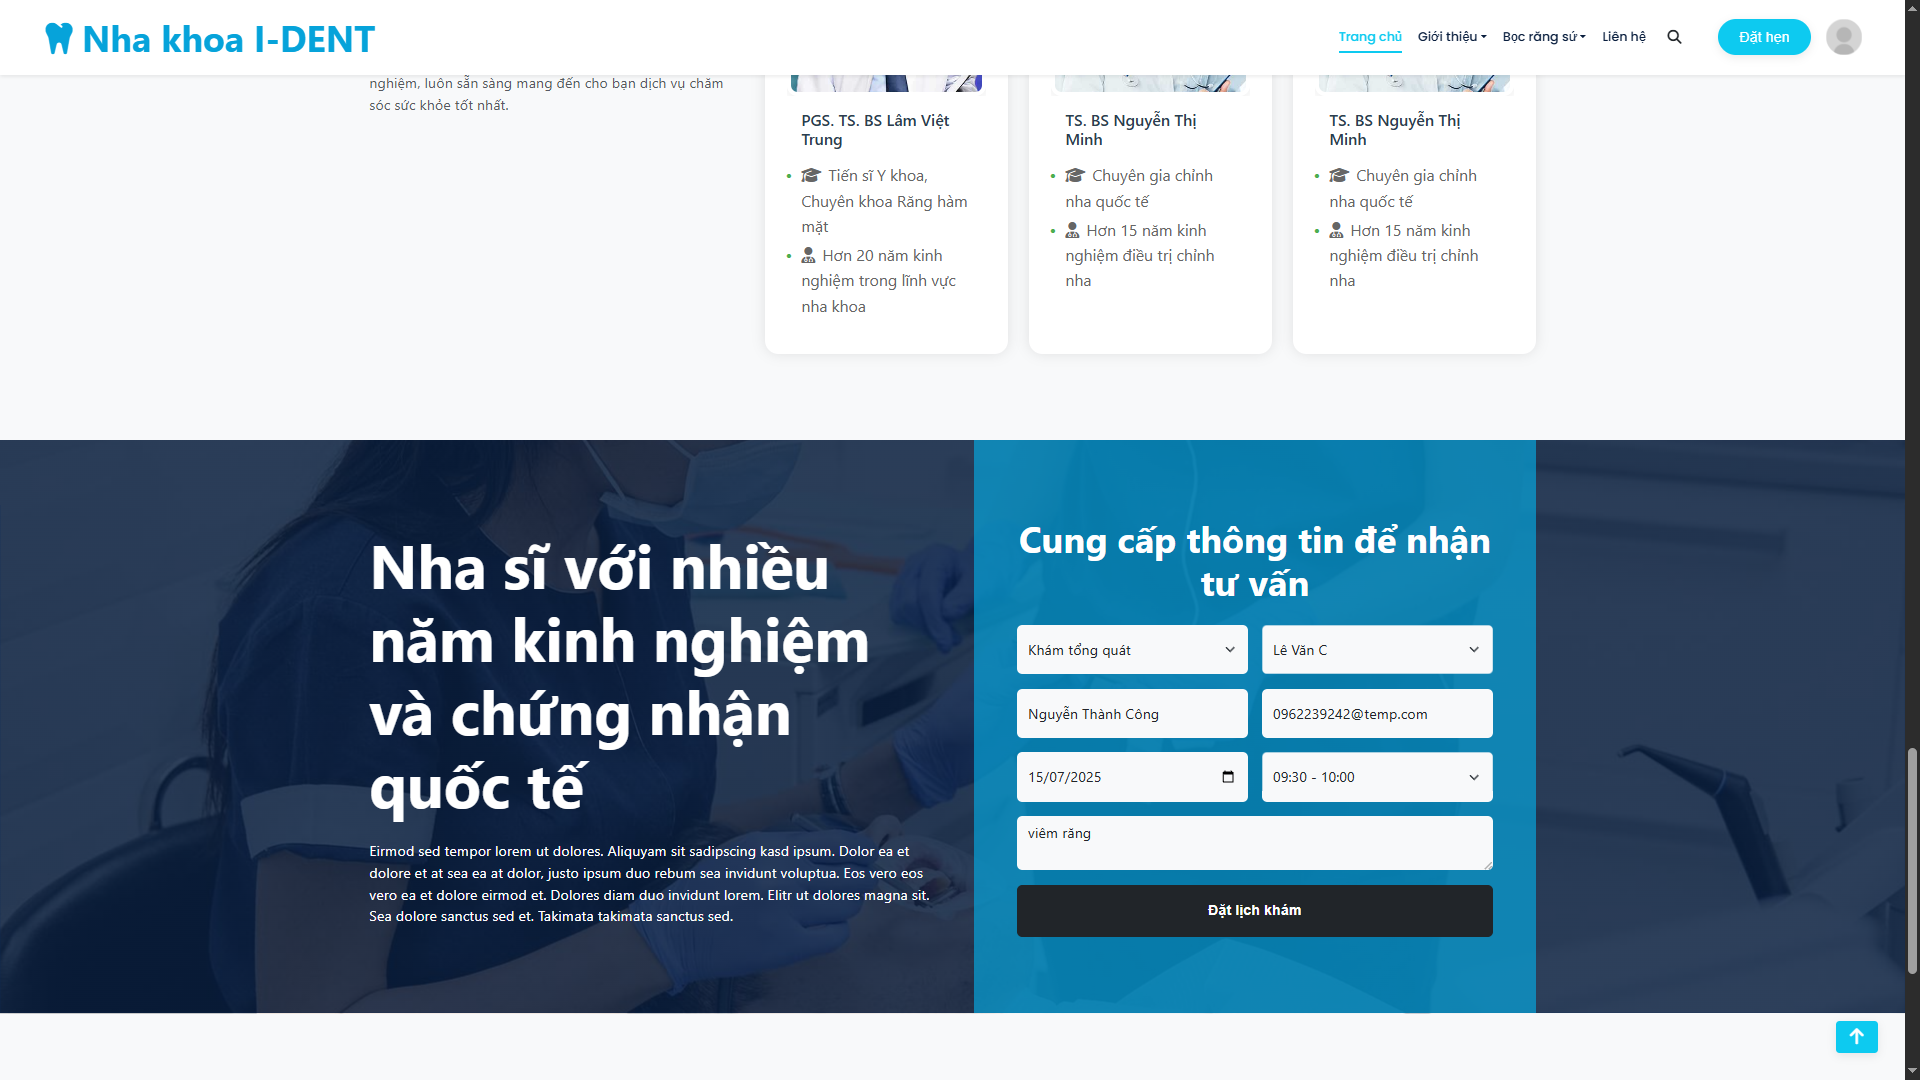 Nha khoa I-DENT
Trang chủ
Giới thiệu
Bọc răng sứ
Liên hệ
Đặt hẹn
nghiệm, luôn sẵn sàng mang đến cho bạn dịch vụ chăm
sóc sức khỏe tốt nhất.
PGS. TS. BS Lâm Việt
Trung
Tiến sĩ Y khoa,
Chuyên khoa Răng hàm
mặt
Hơn 20 năm kinh
nghiệm trong lĩnh vực
nha khoa
TS. BS Nguyễn Thị
Minh
Chuyên gia chỉnh
nha quốc tế
Hơn 15 năm kinh
nghiệm điều trị chỉnh
nha
TS. BS Nguyễn Thị
Minh
Chuyên gia chỉnh
nha quốc tế
Hơn 15 năm kinh
nghiệm điều trị chỉnh
nha
Nha sĩ với nhiều
năm kinh nghiệm
và chứng nhận
quốc tế
Eirmod sed tempor lorem ut dolores. Aliquyam sit sadipscing kasd ipsum. Dolor ea et
dolore et at sea ea at dolor, justo ipsum duo rebum sea invidunt voluptua. Eos vero eos
vero ea et dolore eirmod et. Dolores diam duo invidunt lorem. Elitr ut dolores magna sit.
Sea dolore sanctus sed et. Takimata takimata sanctus sed.
Cung cấp thông tin để nhận
tư vấn
Khám tổng quát
Lê Văn C
Nguyễn Thành Công
0962239242@temp.com
15/07/2025
09:30 - 10:00
viêm răng
Đặt lịch khám